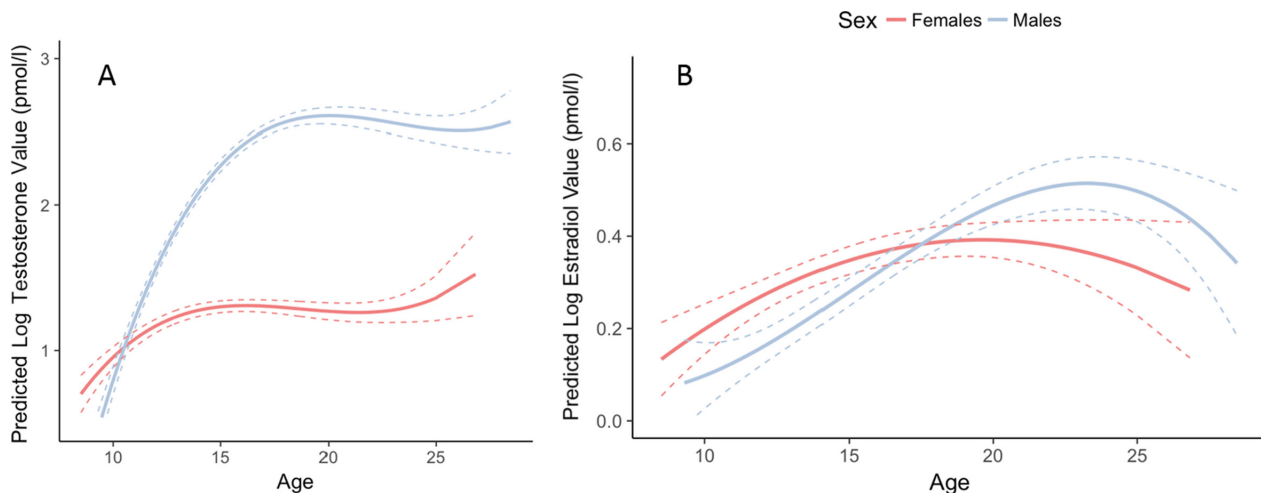 Sex Females Males
A
Predicted Log Testosterone Value (pmol/l)
3
2
1
10 15 20 25
Age
B
Predicted Log Estradiol Value (pmol/l)
0.6
0.4
0.2
0.0
10 15 20 25
Age